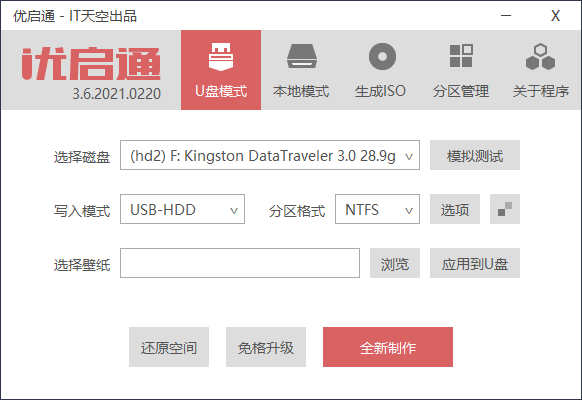 优启通 - IT天空出品
优启通
3.6.2021.0220
U盘模式
本地模式
生成ISO
分区管理
关于程序
选择磁盘 (hd2) F: Kingston DataTraveler 3.0 28.9g 模拟测试
写入模式 USB-HDD 分区格式 NTFS 选项
选择壁纸 浏览 应用到U盘
还原空间 免格升级 全新制作